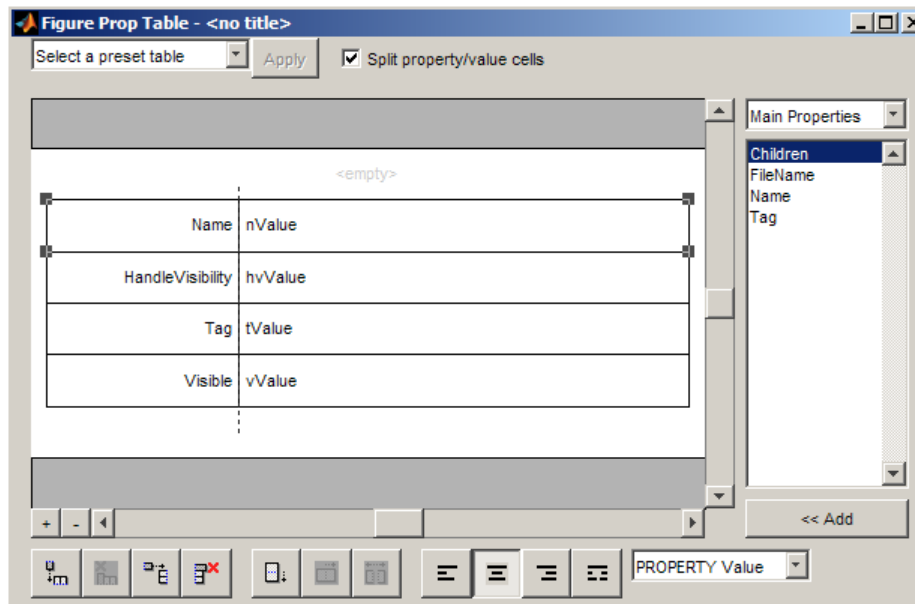 Figure Prop Table - <no title>
Select a preset table
Apply
Split property/value cells
Main Properties
<empty>
Children
FileName
Name
Tag
Name nValue
HandleVisibility hvValue
Tag tValue
Visible vValue
+ -
<< Add
PROPERTY Value